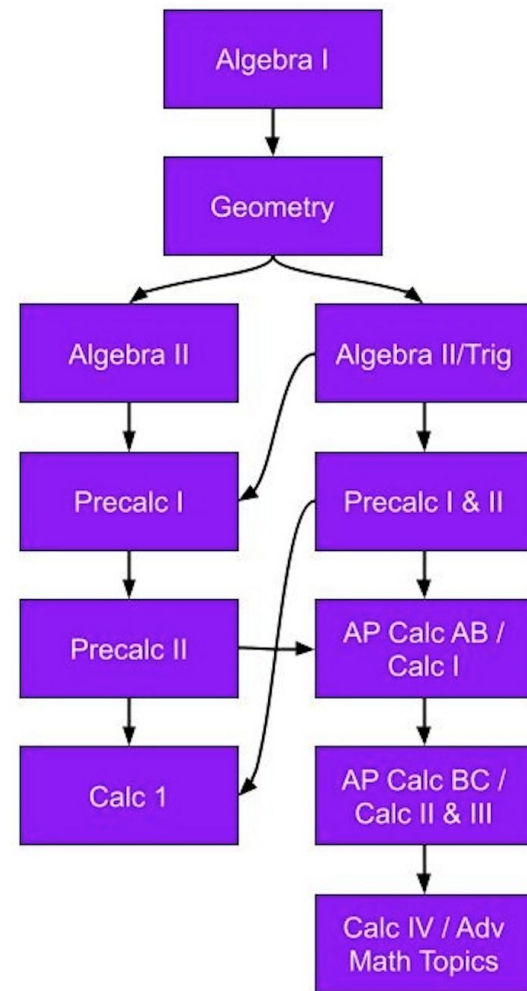 Algebra I
Geometry
Algebra II
Algebra II/Trig
Precalc I
Precalc I & II
Precalc II
AP Calc AB /
Calc I
Calc 1
AP Calc BC /
Calc II & III
Calc IV / Adv
Math Topics